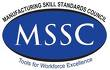 MANUFACTURING SKILL STANDARDS COUNCIL
MSSC
Tools for Workforce Excellence